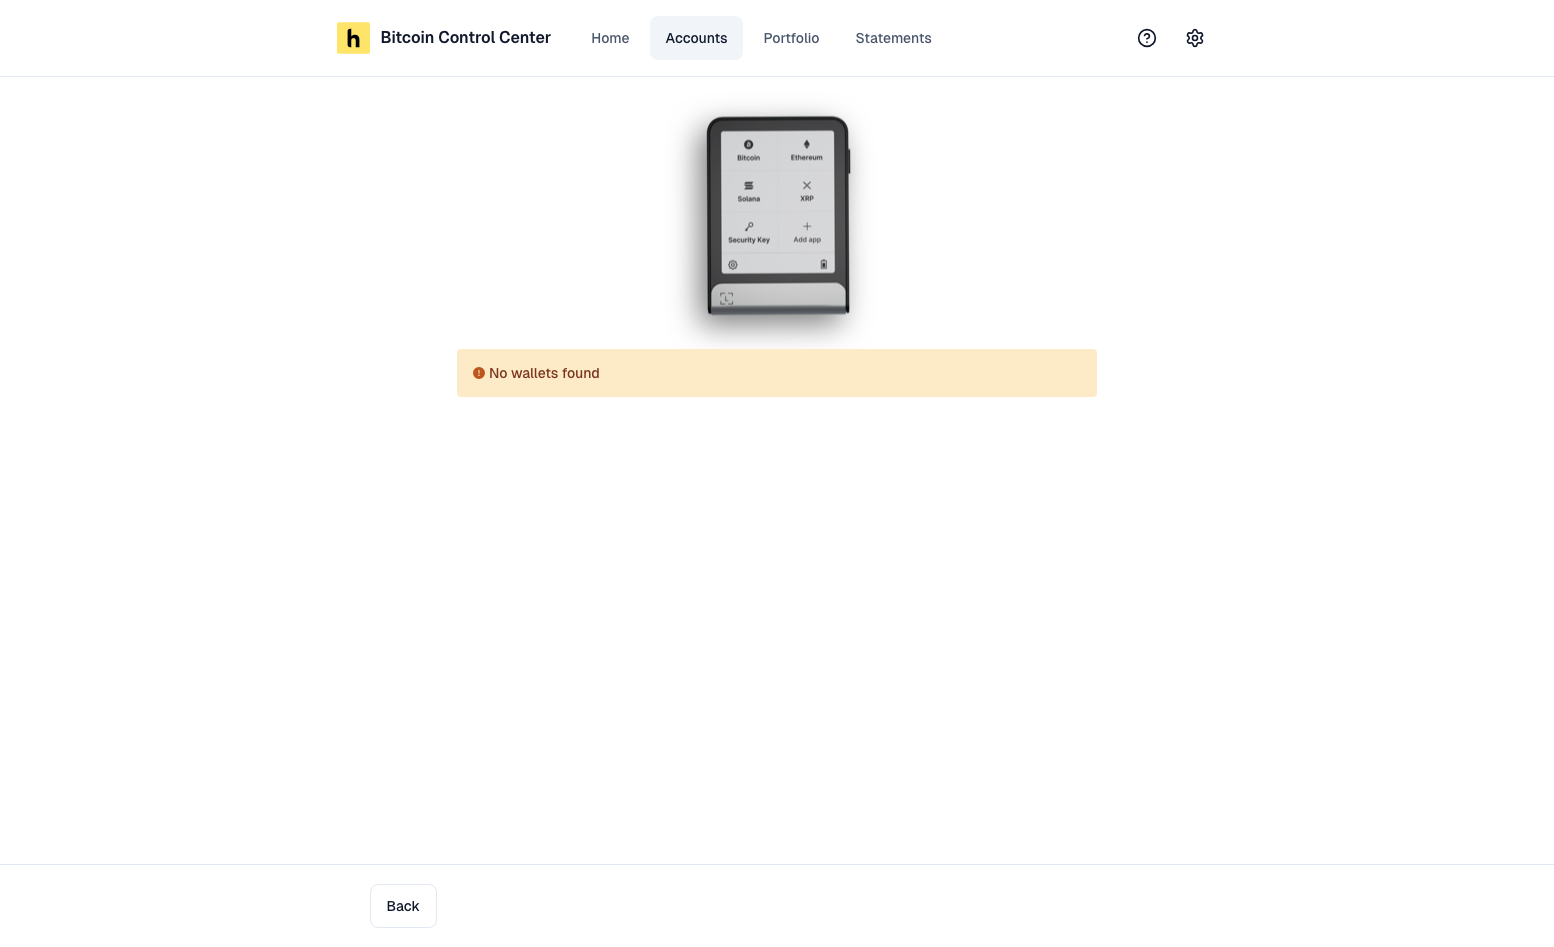 h Bitcoin Control Center Home Accounts Portfolio Statements
Bitcoin Ethereum
Solana XRP
Security Key Add app
No wallets found
Back